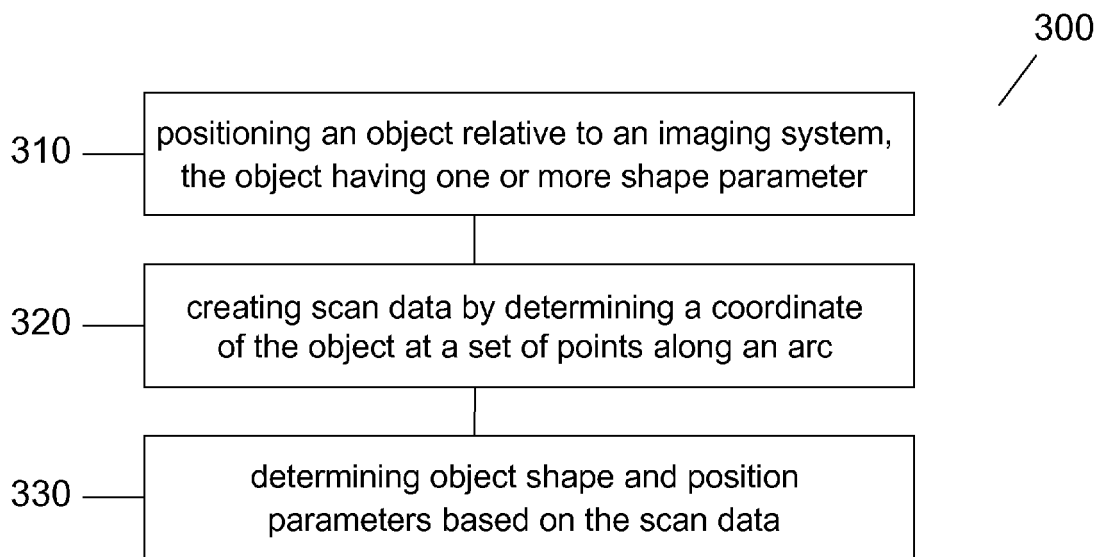 300
310
positioning an object relative to an imaging system,
the object having one or more shape parameter
320
creating scan data by determining a coordinate
of the object at a set of points along an arc
330
determining object shape and position
parameters based on the scan data